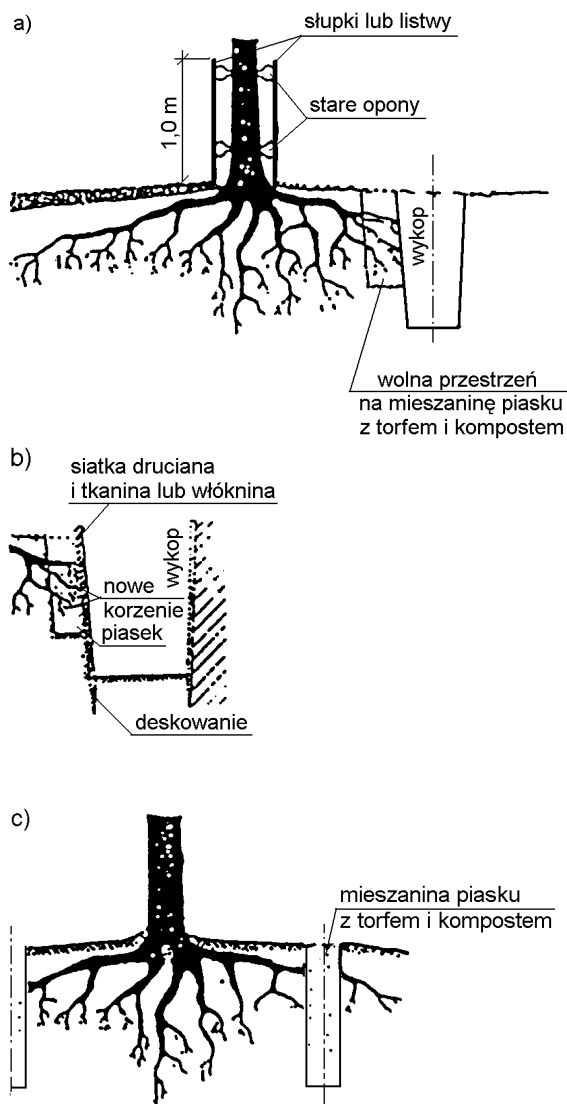 a)
słupki lub listwy
stare opony
1,0 m
wykop
wolna przestrzeń
na mieszaninę piasku
z torfem i kompostem
b)
siatka druciana
i tkanina lub włóknina
wykop
nowe
korzenie
piasek
deskowanie
c)
mieszanina piasku
z torfem i kompostem